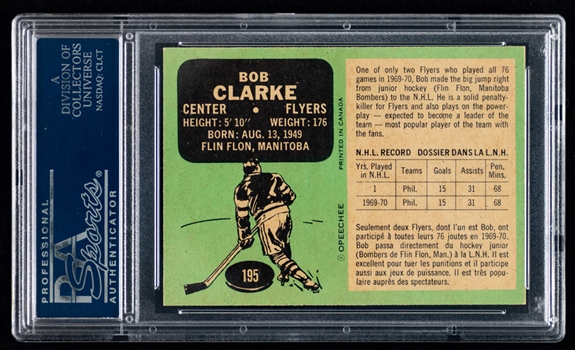 A
DIVISION OF
COLLECTORS
UNIVERSE
NASDAQ: CLCT
PSA
Sports
PROFESSIONAL
AUTHENTICATOR
BOB
CLARKE
CENTER • FLYERS
HEIGHT: 5' 10" WEIGHT: 176
BORN: AUG. 13, 1949
FLIN FLON, MANITOBA
195
© OPEECHEE PRINTED IN CANADA
One of only two Flyers who played all 76
games in 1969-70, Bob made the big jump right
from junior hockey (Flin Flon, Manitoba
Bombers) to the N.H.L. He is a solid penalty-
killer for Flyers and also plays on the power-
play — expected to become a leader of the
team — most popular player of the team with
the fans.
N.H.L. RECORD DOSSIER DANS LA L.N.H.
Yrs. Played in N.H.L. Teams Goals Assists Pen. Mins.
1 Phil. 15 31 68
1969-70 Phil. 15 31 68
Seulement deux Flyers, dont l'un est Bob, ont
participé à toutes leurs 76 joutes en 1969-70.
Bob passa directement du hockey junior
(Bombers de Flin Flon, Man.) à la L.N.H. Il est
excellent pour tuer les punitions et il participe
aussi aux jeux de puissance. Il est très popu-
laire auprès des spectateurs.